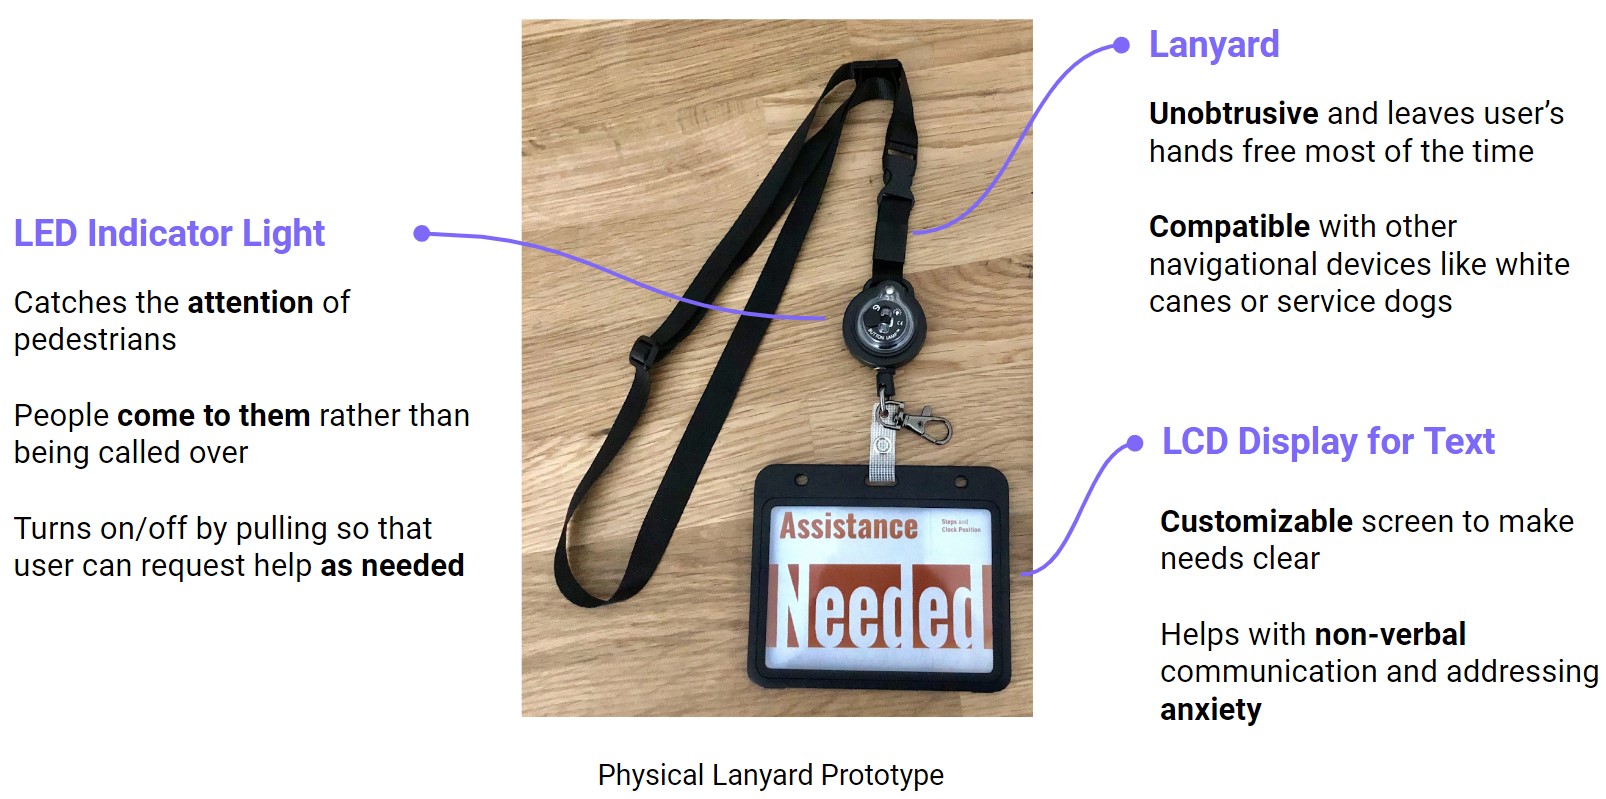 Lanyard
Unobtrusive and leaves user’s
hands free most of the time
Compatible with other
navigational devices like white
canes or service dogs
LED Indicator Light
Catches the attention of
pedestrians
People come to them rather than
being called over
Turns on/off by pulling so that
user can request help as needed
BUTTON LAMP
CE
LCD Display for Text
Customizable screen to make
needs clear
Helps with non-verbal
communication and addressing
anxiety
Assistance
Steps and
Clock Position
Needed
Physical Lanyard Prototype